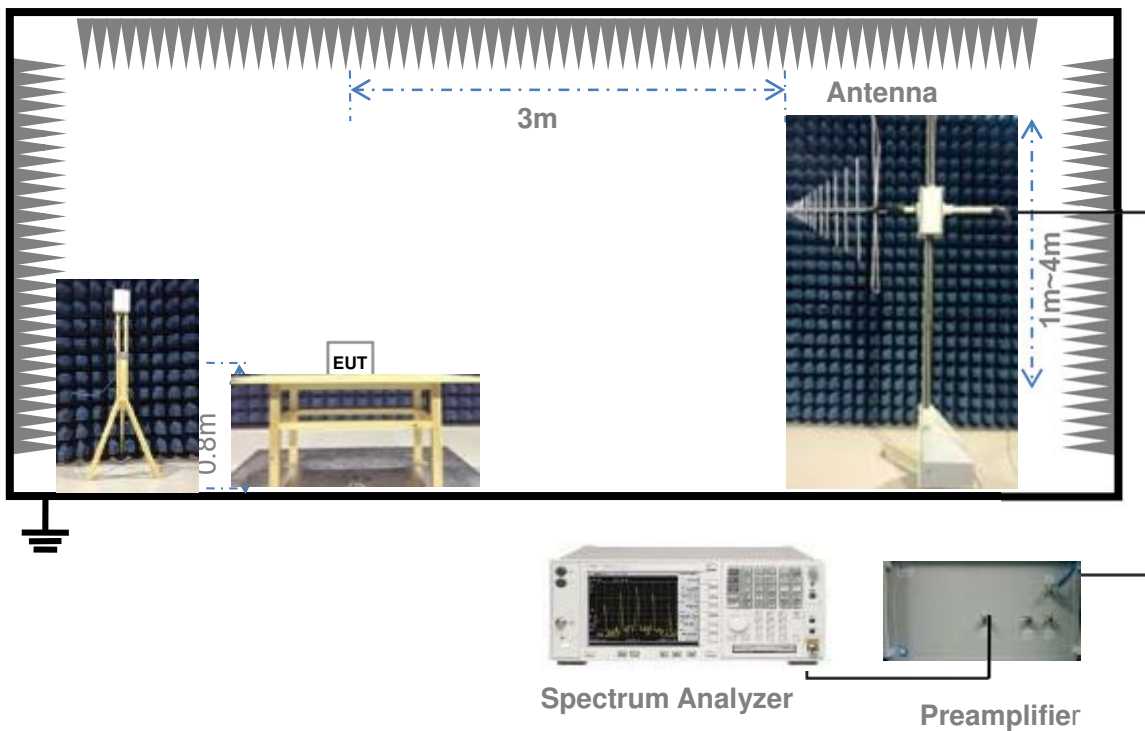 Antenna
3m
1m~4m
EUT
0.8m
Spectrum Analyzer
Preamplifier